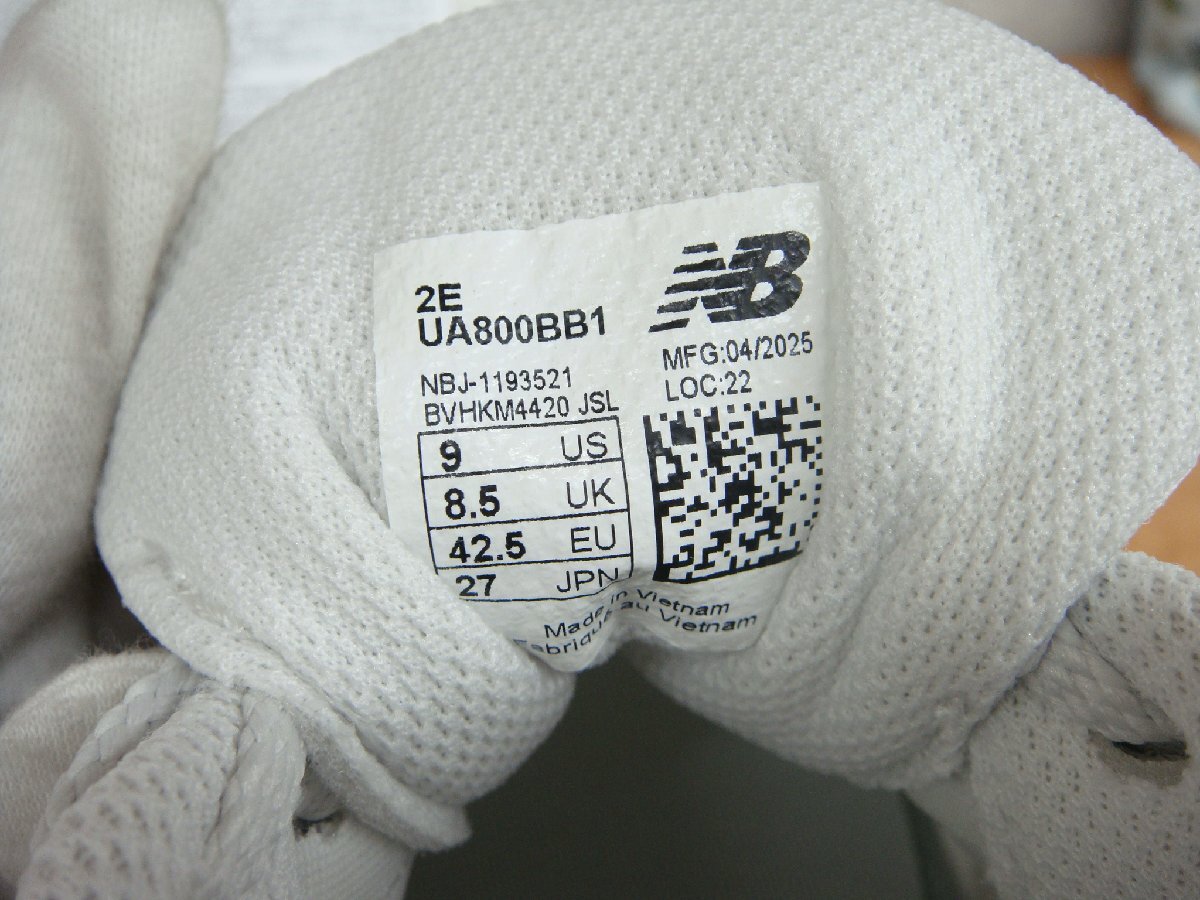 2E
UA800BB1
NBJ-1193521
BVHKM4420 JSL
9 US
8.5 UK
42.5 EU
27 JPN
NB
MFG:04/2025
LOC:22
Made in Vietnam
Fabriqué au Vietnam